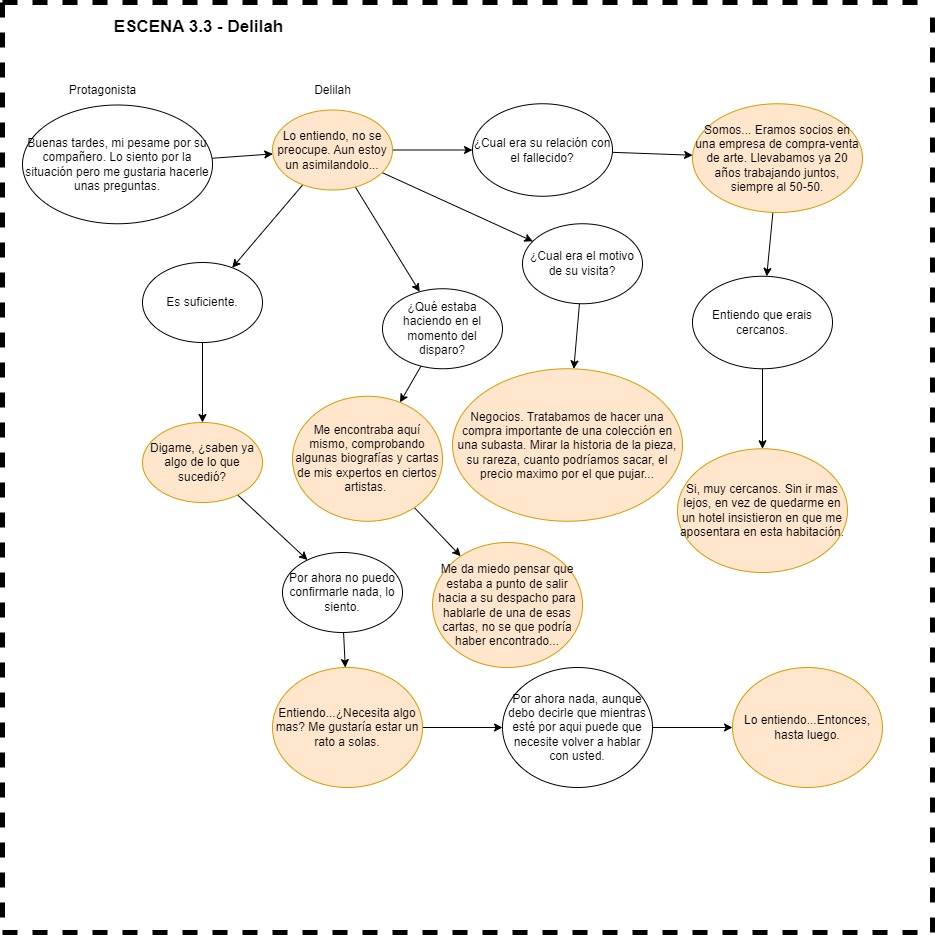 ESCENA 3.3 - Delilah
Protagonista
Delilah
Buenas tardes, mi pesame por su
compañero. Lo siento por la
situación pero me gustaria hacerle
unas preguntas.
Lo entiendo, no se
preocupe. Aun estoy
un asimilandolo...
¿Cual era su relación con
el fallecido?
Somos... Eramos socios en
una empresa de compra-venta
de arte. Llevabamos ya 20
años trabajando juntos,
siempre al 50-50.
¿Cual era el motivo
de su visita?
Es suficiente.
¿Qué estaba
haciendo en el
momento del
disparo?
Entiendo que erais
cercanos.
Negocios. Tratabamos de hacer una
compra importante de una colección en
una subasta. Mirar la historia de la pieza,
su rareza, cuanto podríamos sacar, el
precio maximo por el que pujar...
Me encontraba aquí
mismo, comprobando
algunas biografías y cartas
de mis expertos en ciertos
artistas.
Digame, ¿saben ya
algo de lo que
sucedió?
Si, muy cercanos. Sin ir mas
lejos, en vez de quedarme en
un hotel insistieron en que me
aposentara en esta habitación.
Por ahora no puedo
confirmarle nada, lo
siento.
Me da miedo pensar que
estaba a punto de salir
hacia a su despacho para
hablarle de una de esas
cartas, no se que podría
haber encontrado...
Entiendo...¿Necesita algo
mas? Me gustaría estar un
rato a solas.
Por ahora nada, aunque
debo decirle que mientras
esté por aqui puede que
necesite volver a hablar
con usted.
Lo entiendo...Entonces,
hasta luego.